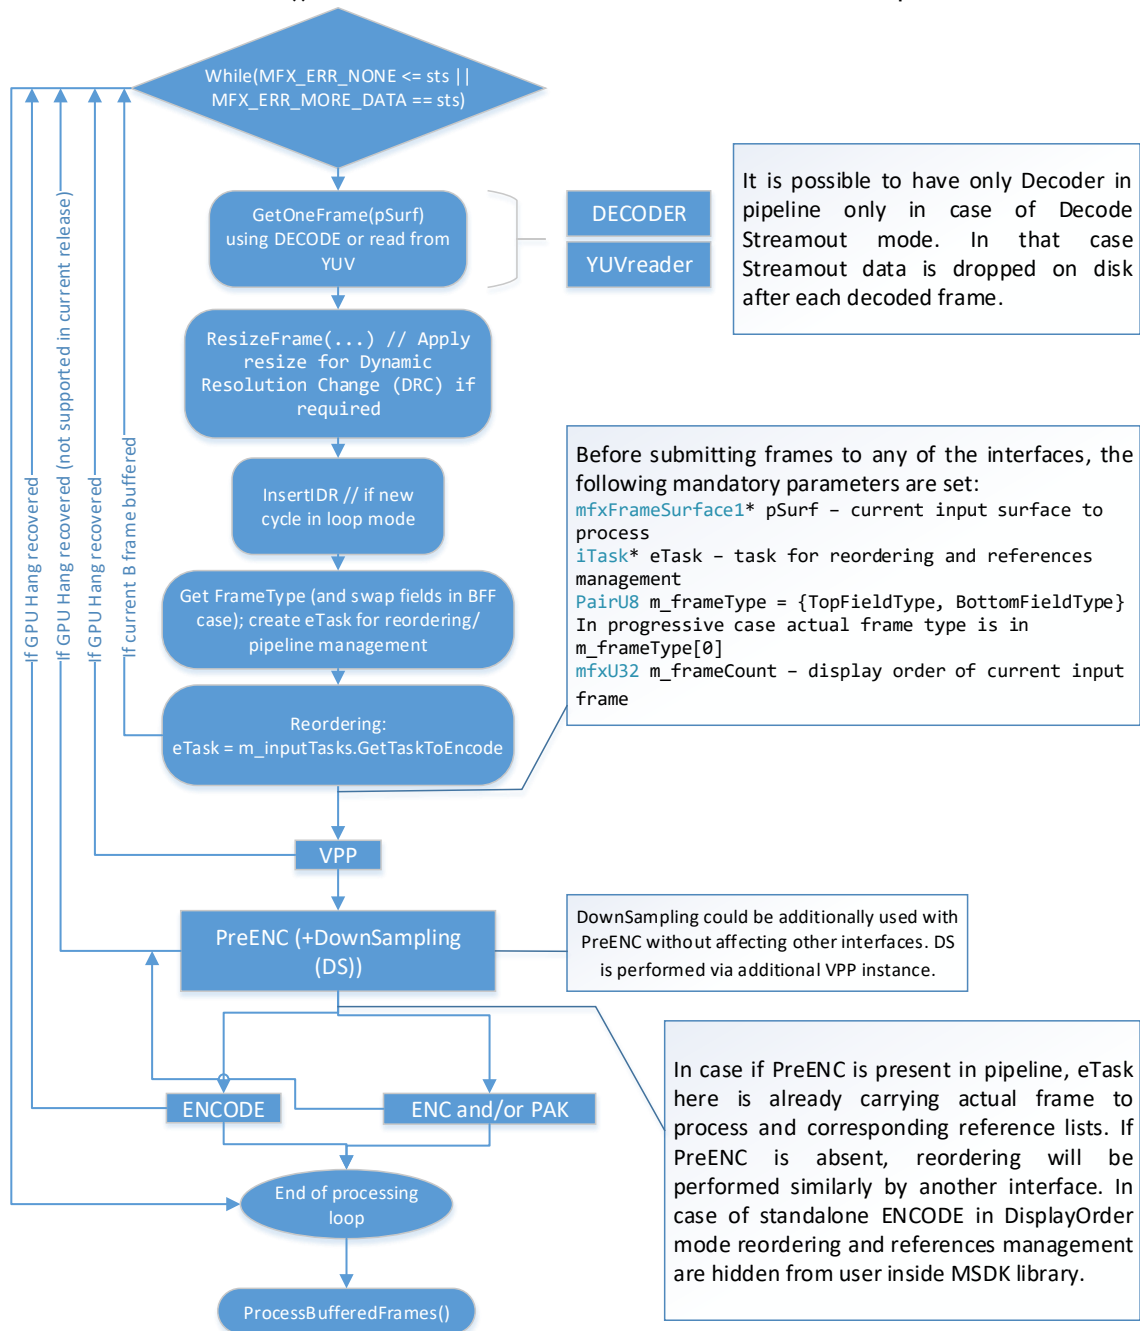 While(MFX_ERR_NONE <= sts ||
MFX_ERR_MORE_DATA == sts)
GetOneFrame(pSurf)
using DECODE or read from
YUV
DECODER
YUVreader
It is possible to have only Decoder in
pipeline only in case of Decode
Streamout mode. In that case
Streamout data is dropped on disk
after each decoded frame.
ResizeFrame(...) // Apply
resize for Dynamic
Resolution Change (DRC) if
required
InsertIDR // if new
cycle in loop mode
Get FrameType (and swap fields in BFF
case); create eTask for reordering/
pipeline management
Reordering:
eTask = m_inputTasks.GetTaskToEncode
Before submitting frames to any of the interfaces, the
following mandatory parameters are set:
mfxFrameSurface1* pSurf – current input surface to
process
iTask* eTask – task for reordering and references
management
PairU8 m_frameType = {TopFieldType, BottomFieldType}
In progressive case actual frame type is in
m_frameType[0]
mfxU32 m_frameCount – display order of current input
frame
If GPU Hang recovered
If GPU Hang recovered (not supported in current release)
If GPU Hang recovered
If current B frame buffered
VPP
PreENC (+DownSampling
(DS))
DownSampling could be additionally used with
PreENC without affecting other interfaces. DS
is performed via additional VPP instance.
ENCODE
ENC and/or PAK
In case if PreENC is present in pipeline, eTask
here is already carrying actual frame to
process and corresponding reference lists. If
PreENC is absent, reordering will be
performed similarly by another interface. In
case of standalone ENCODE in DisplayOrder
mode reordering and references management
are hidden from user inside MSDK library.
End of processing
loop
ProcessBufferedFrames()